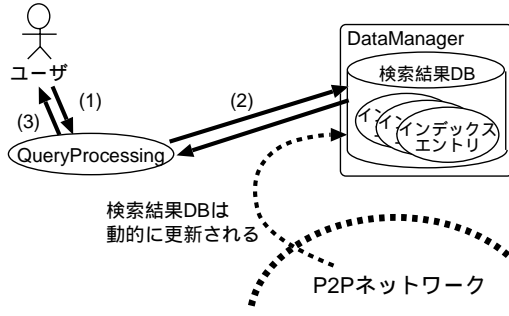 DataManager
ユーザ
検索結果DB
(1)
(2)
(3)
インデックス
エントリ
QueryProcessing
検索結果DBは
動的に更新される
P2Pネットワーク